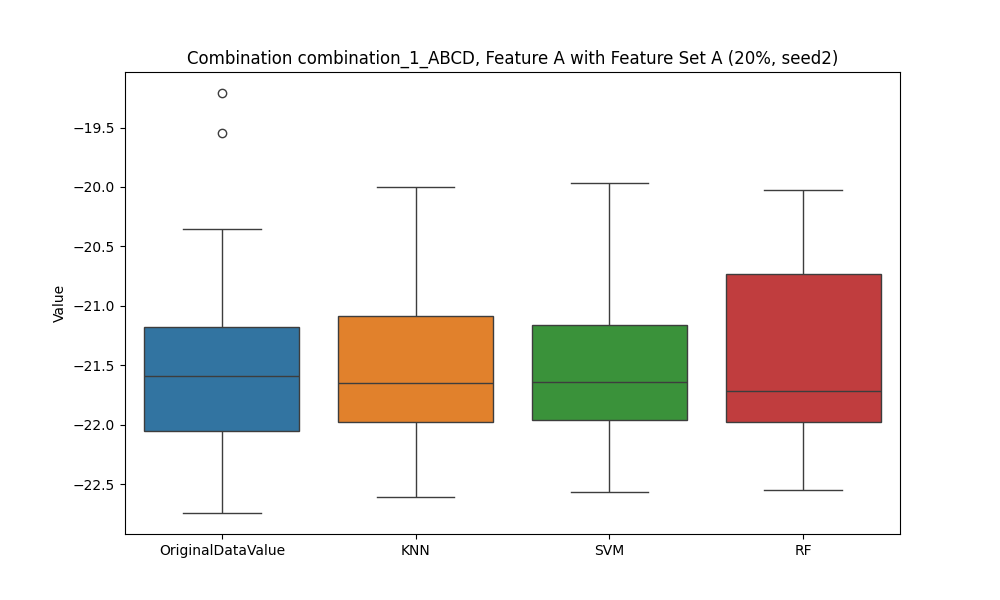 Combination combination_1_ABCD, Feature A with Feature Set A (20%, seed2)
Value
−19.5
−20.0
−20.5
−21.0
−21.5
−22.0
−22.5
OriginalDataValue KNN SVM RF